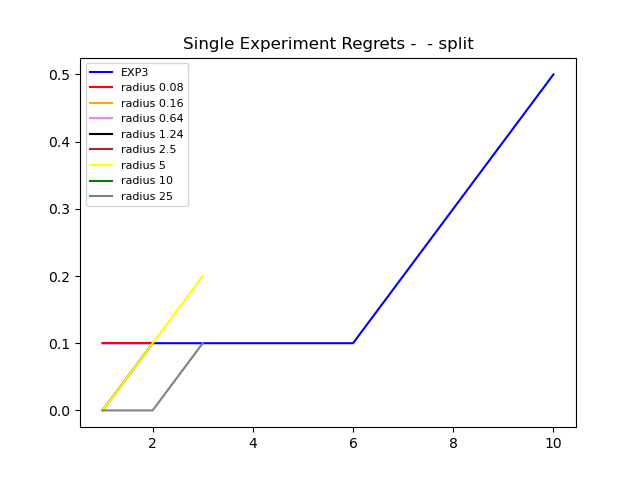 Single Experiment Regrets -  - split
EXP3
radius 0.08
radius 0.16
radius 0.64
radius 1.24
radius 2.5
radius 5
radius 10
radius 25
0.5
0.4
0.3
0.2
0.1
0.0
2 4 6 8 10